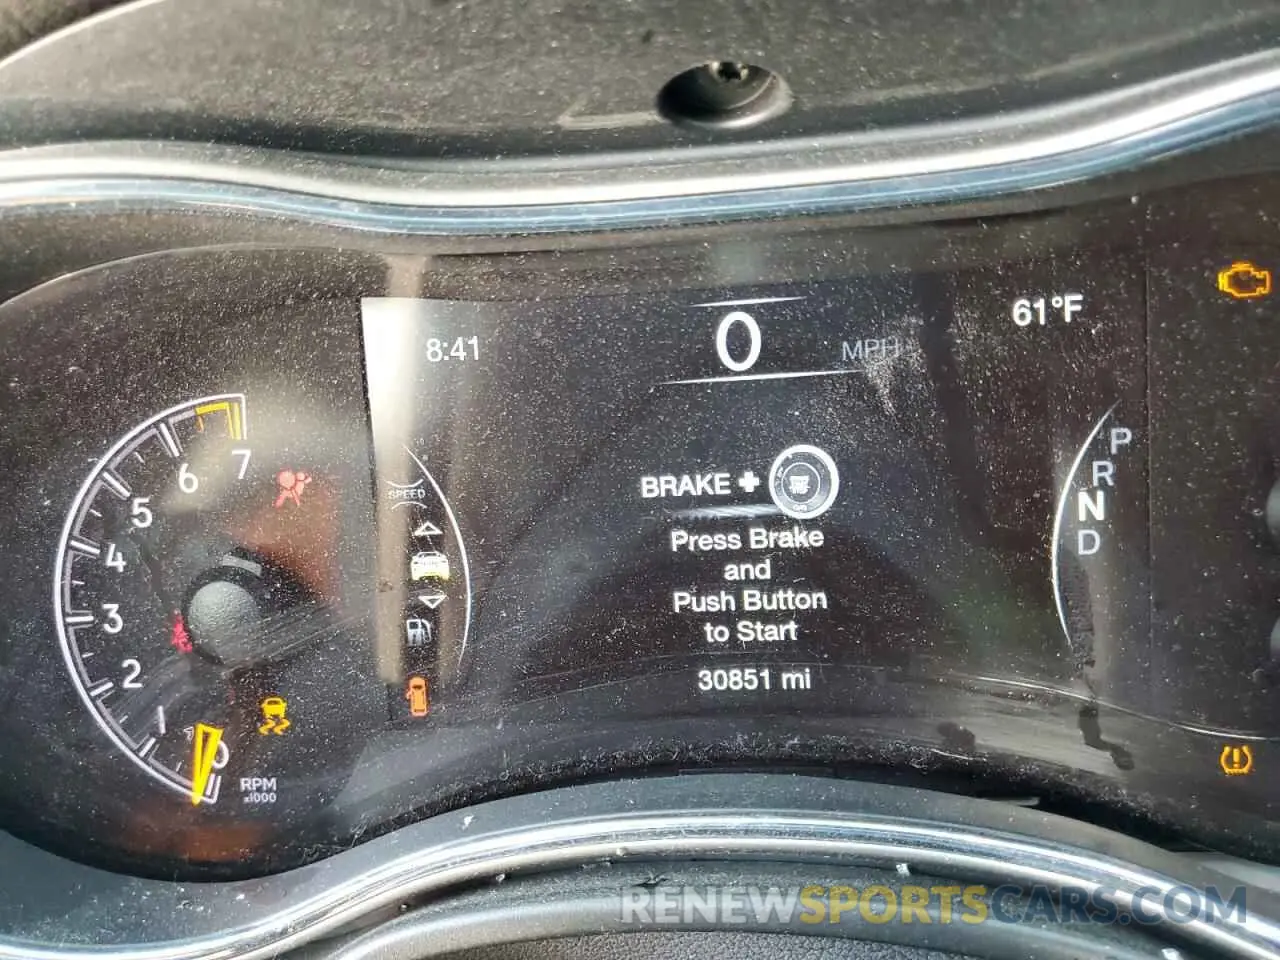 8:41
0
MPH
61°F
7
6
5
4
3
2
1
0
RPM
x1000
SPEED
BRAKE +
Press Brake
and
Push Button
to Start
30851 mi
P
R
N
D
RENEWSPORTSCARS.COM